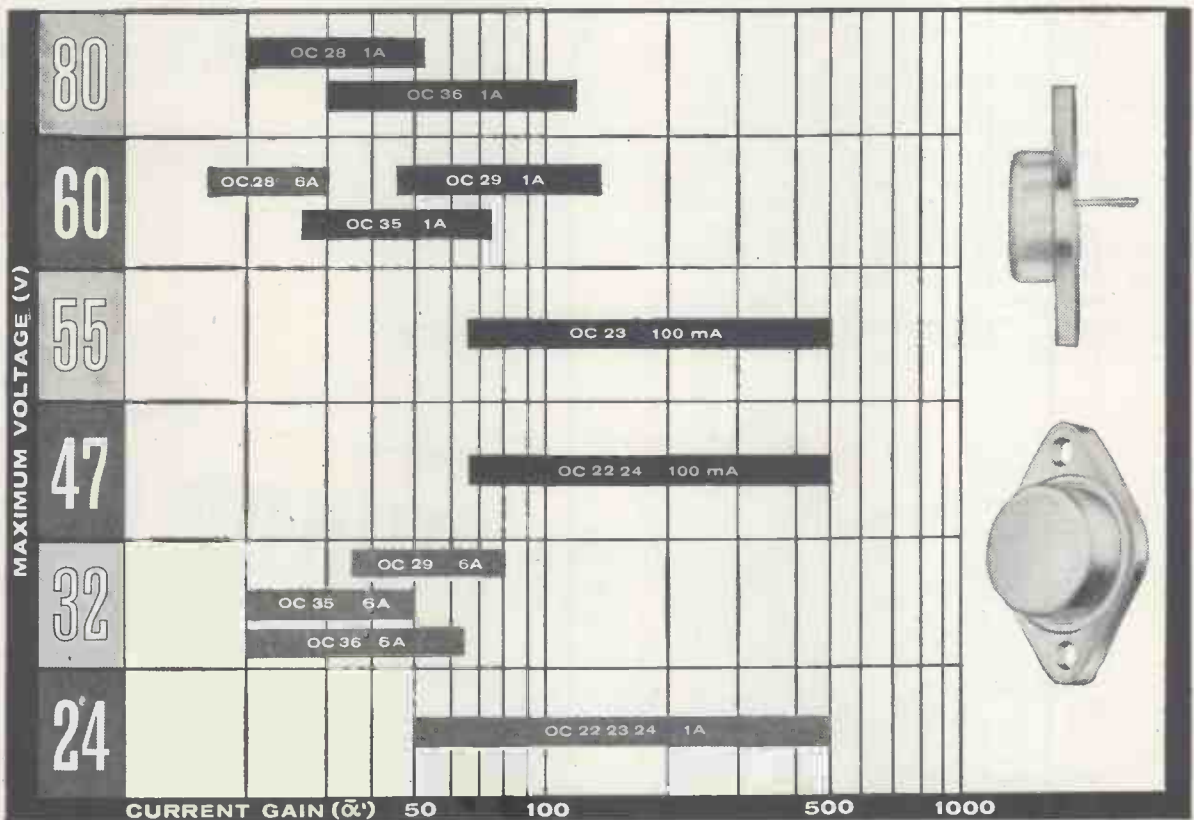 MAXIMUM VOLTAGE (V)
80
OC 28 1A
OC 36 1A
60
OC 28 6A
OC 29 1A
OC 35 1A
55
OC 23 100 mA
47
OC 22 24 100 mA
32
OC 29 6A
OC 35 6A
OC 36 6A
24
OC 22 23 24 1A
CURRENT GAIN (ᾱ') 50 100 500 1000